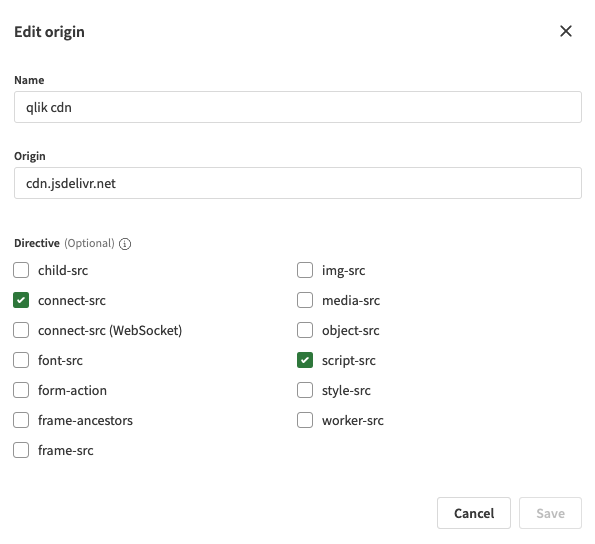 Edit origin
Name
qlik cdn
Origin
cdn.jsdelivr.net
Directive (Optional)
child-src
connect-src
connect-src (WebSocket)
font-src
form-action
frame-ancestors
frame-src
img-src
media-src
object-src
script-src
style-src
worker-src
Cancel Save